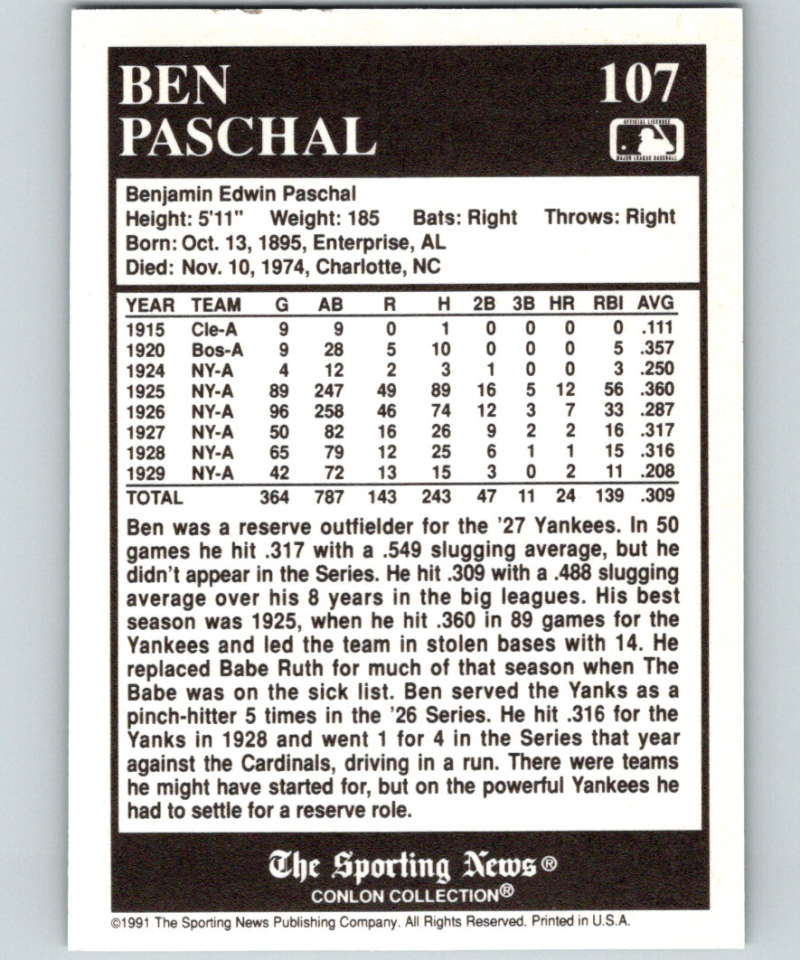 BEN
PASCHAL
107
OFFICIAL LICENSEE
MAJOR LEAGUE BASEBALL
Benjamin Edwin Paschal
Height: 5'11" Weight: 185 Bats: Right Throws: Right
Born: Oct. 13, 1895, Enterprise, AL
Died: Nov. 10, 1974, Charlotte, NC
YEAR TEAM G AB R H 2B 3B HR RBI AVG
1915 Cle-A 9 9 0 1 0 0 0 0 .111
1920 Bos-A 9 28 5 10 0 0 0 5 .357
1924 NY-A 4 12 2 3 1 0 0 3 .250
1925 NY-A 89 247 49 89 16 5 12 56 .360
1926 NY-A 96 258 46 74 12 3 7 33 .287
1927 NY-A 50 82 16 26 9 2 2 16 .317
1928 NY-A 65 79 12 25 6 1 1 15 .316
1929 NY-A 42 72 13 15 3 0 2 11 .208
TOTAL 364 787 143 243 47 11 24 139 .309
Ben was a reserve outfielder for the '27 Yankees. In 50
games he hit .317 with a .549 slugging average, but he
didn't appear in the Series. He hit .309 with a .488 slugging
average over his 8 years in the big leagues. His best
season was 1925, when he hit .360 in 89 games for the
Yankees and led the team in stolen bases with 14. He
replaced Babe Ruth for much of that season when The
Babe was on the sick list. Ben served the Yanks as a
pinch-hitter 5 times in the '26 Series. He hit .316 for the
Yanks in 1928 and went 1 for 4 in the Series that year
against the Cardinals, driving in a run. There were teams
he might have started for, but on the powerful Yankees he
had to settle for a reserve role.
The Sporting News®
CONLON COLLECTION®
©1991 The Sporting News Publishing Company. All Rights Reserved. Printed in U.S.A.